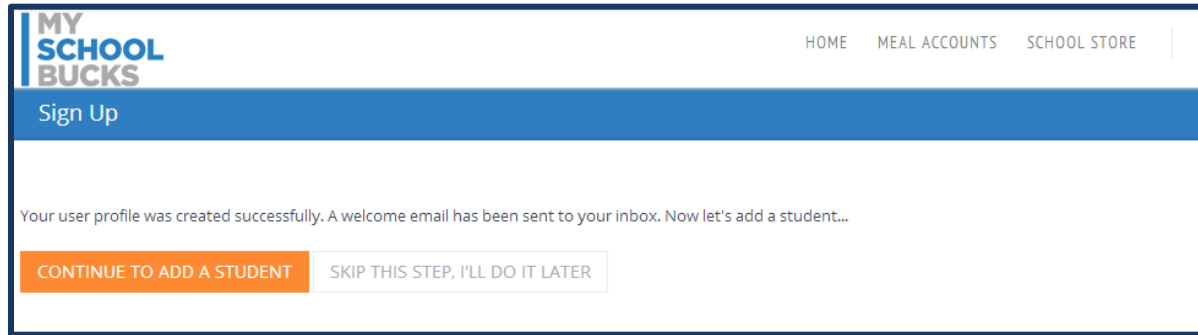 MY
SCHOOL
BUCKS
HOME MEAL ACCOUNTS SCHOOL STORE
Sign Up
Your user profile was created successfully. A welcome email has been sent to your inbox. Now let's add a student...
CONTINUE TO ADD A STUDENT SKIP THIS STEP, I'LL DO IT LATER